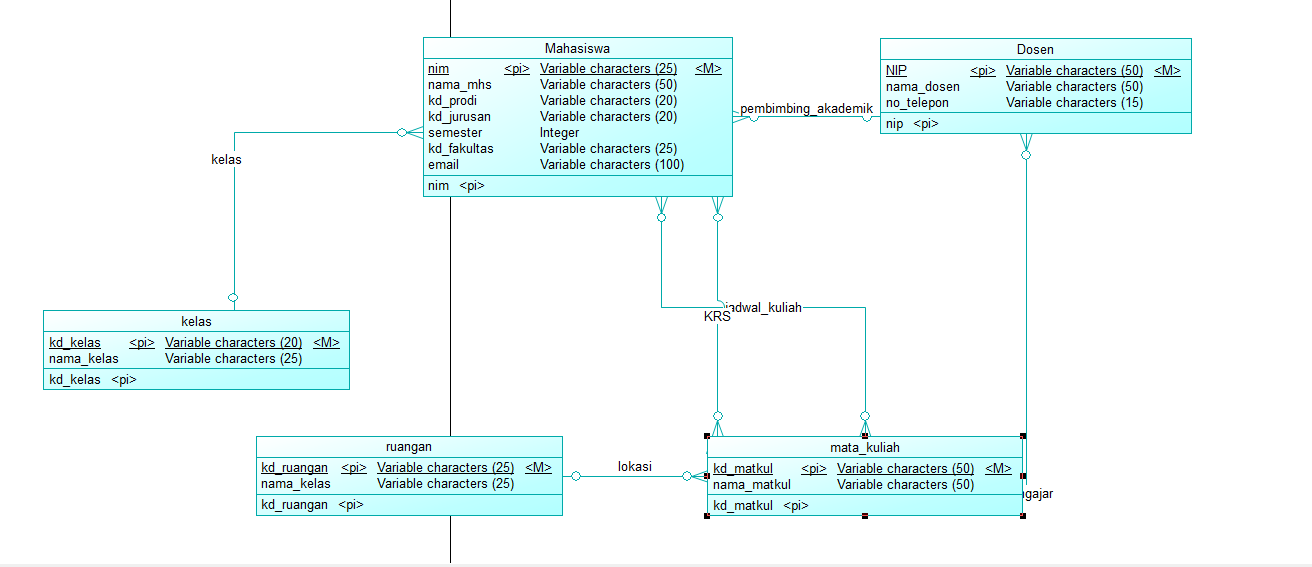 Mahasiswa
nim <pi> Variable characters (25) <M>
nama_mhs Variable characters (50)
kd_prodi Variable characters (20)
kd_jurusan Variable characters (20)
semester Integer
kd_fakultas Variable characters (25)
email Variable characters (100)
nim <pi>
Dosen
NIP <pi> Variable characters (50) <M>
nama_dosen Variable characters (50)
no_telepon Variable characters (15)
nip <pi>
pembimbing_akademik
kelas
kelas
kd_kelas <pi> Variable characters (20) <M>
nama_kelas Variable characters (25)
kd_kelas <pi>
jadwal_kuliah
KRS
ruangan
kd_ruangan <pi> Variable characters (25) <M>
nama_kelas Variable characters (25)
kd_ruangan <pi>
lokasi
mata_kuliah
kd_matkul <pi> Variable characters (50) <M>
nama_matkul Variable characters (50)
kd_matkul <pi>
gajar